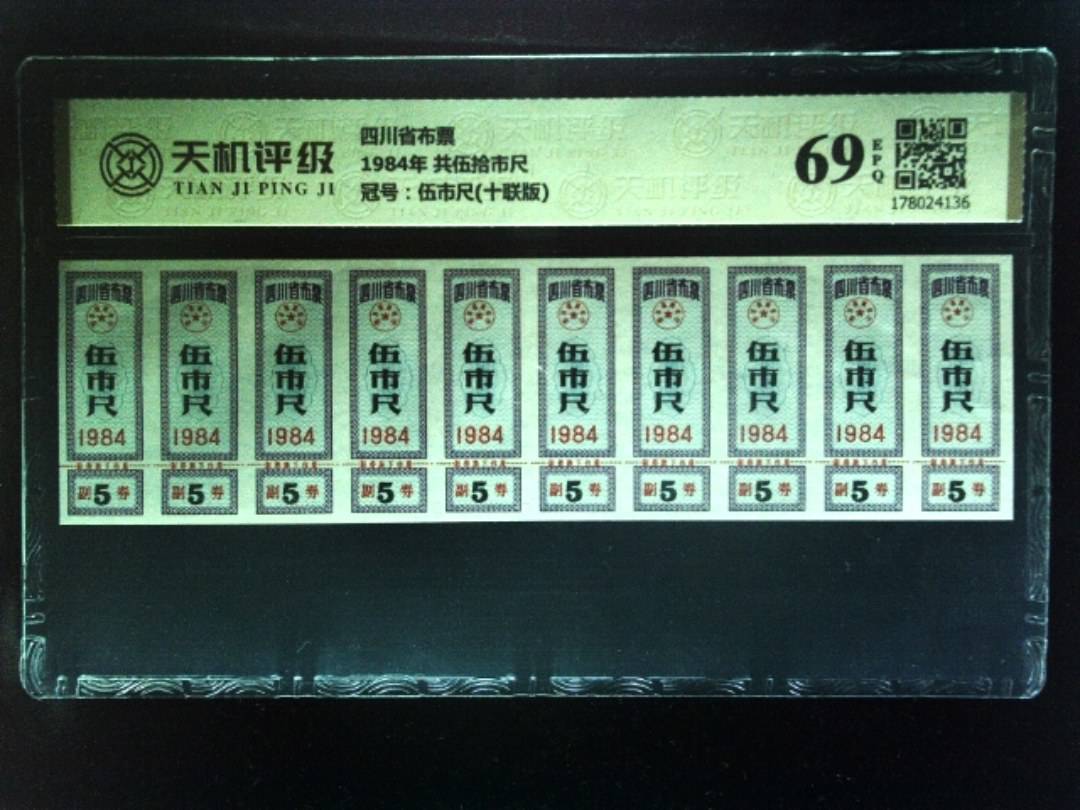 天机评级
TIAN JI PING JI
四川省布票
1984年 共伍拾市尺
冠号：伍市尺(十联版)
69
EPQ
178024136
四川省布票 四川省布票 四川省布票 四川省布票 四川省布票 四川省布票 四川省布票 四川省布票 四川省布票 四川省布票
伍市尺 伍市尺 伍市尺 伍市尺 伍市尺 伍市尺 伍市尺 伍市尺 伍市尺 伍市尺
1984 1984 1984 1984 1984 1984 1984 1984 1984 1984
副5券 副5券 副5券 副5券 副5券 副5券 副5券 副5券 副5券 副5券